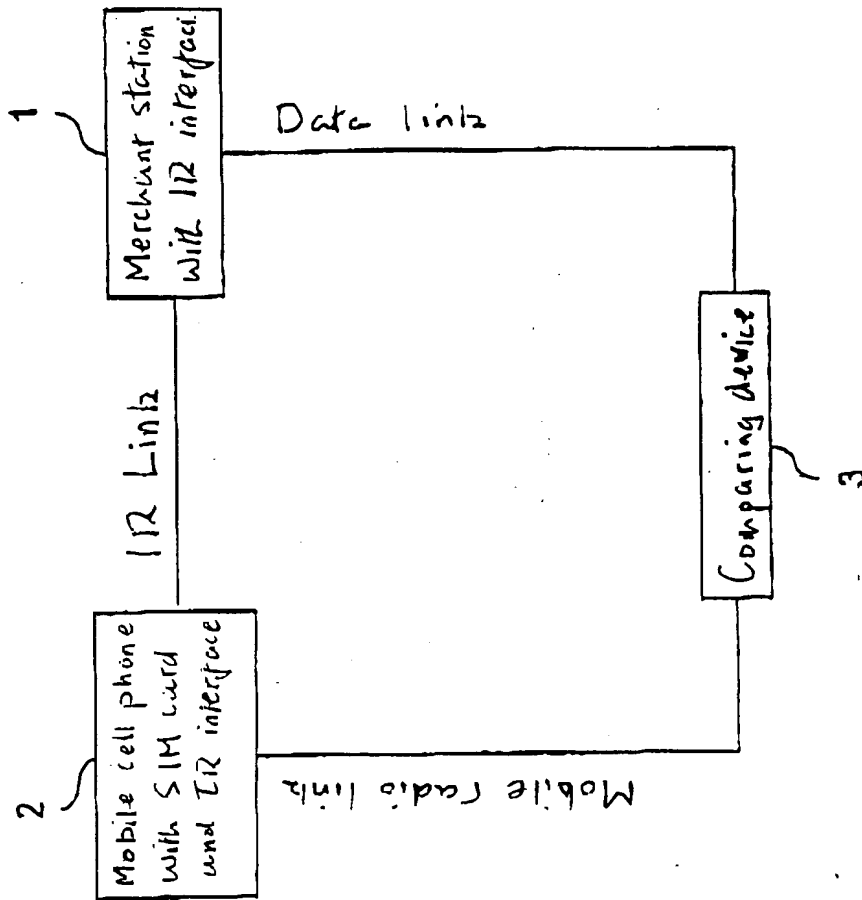 1
Merchant station
with IR interfaci
Data link
IR Link
2
Mobile cell phone
with SIM card
and IR interface
Mobile radio link
Comparing device
3